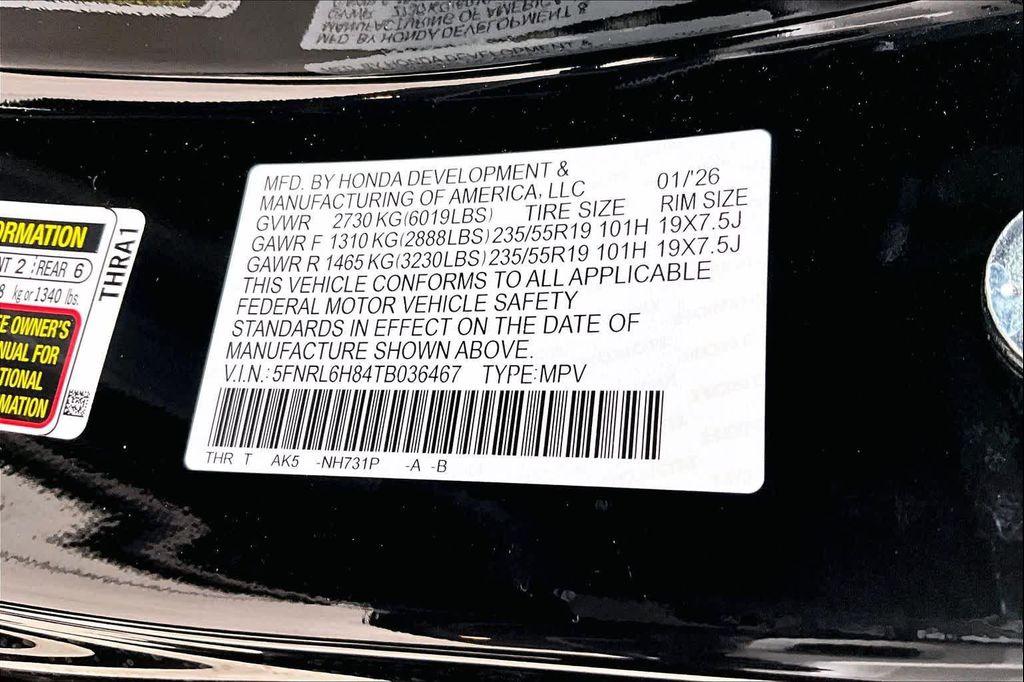 MFD. BY HONDA DEVELOPMENT &
MANUFACTURING OF AMERICA, LLC 01/'26
GVWR 2730 KG(6019LBS) TIRE SIZE RIM SIZE
GAWR F 1310 KG(2888LBS) 235/55R19 101H 19X7.5J
GAWR R 1465 KG(3230LBS) 235/55R19 101H 19X7.5J
THIS VEHICLE CONFORMS TO ALL APPLICABLE
FEDERAL MOTOR VEHICLE SAFETY
STANDARDS IN EFFECT ON THE DATE OF
MANUFACTURE SHOWN ABOVE.
V.I.N.: 5FNRL6H84TB036467 TYPE:MPV
THR T AK5 -NH731P -A -B
RMATION
NT 2 REAR 6
8 kg or 1340 lbs.
E OWNER'S
NUAL FOR
TIONAL
MATION
THRA1